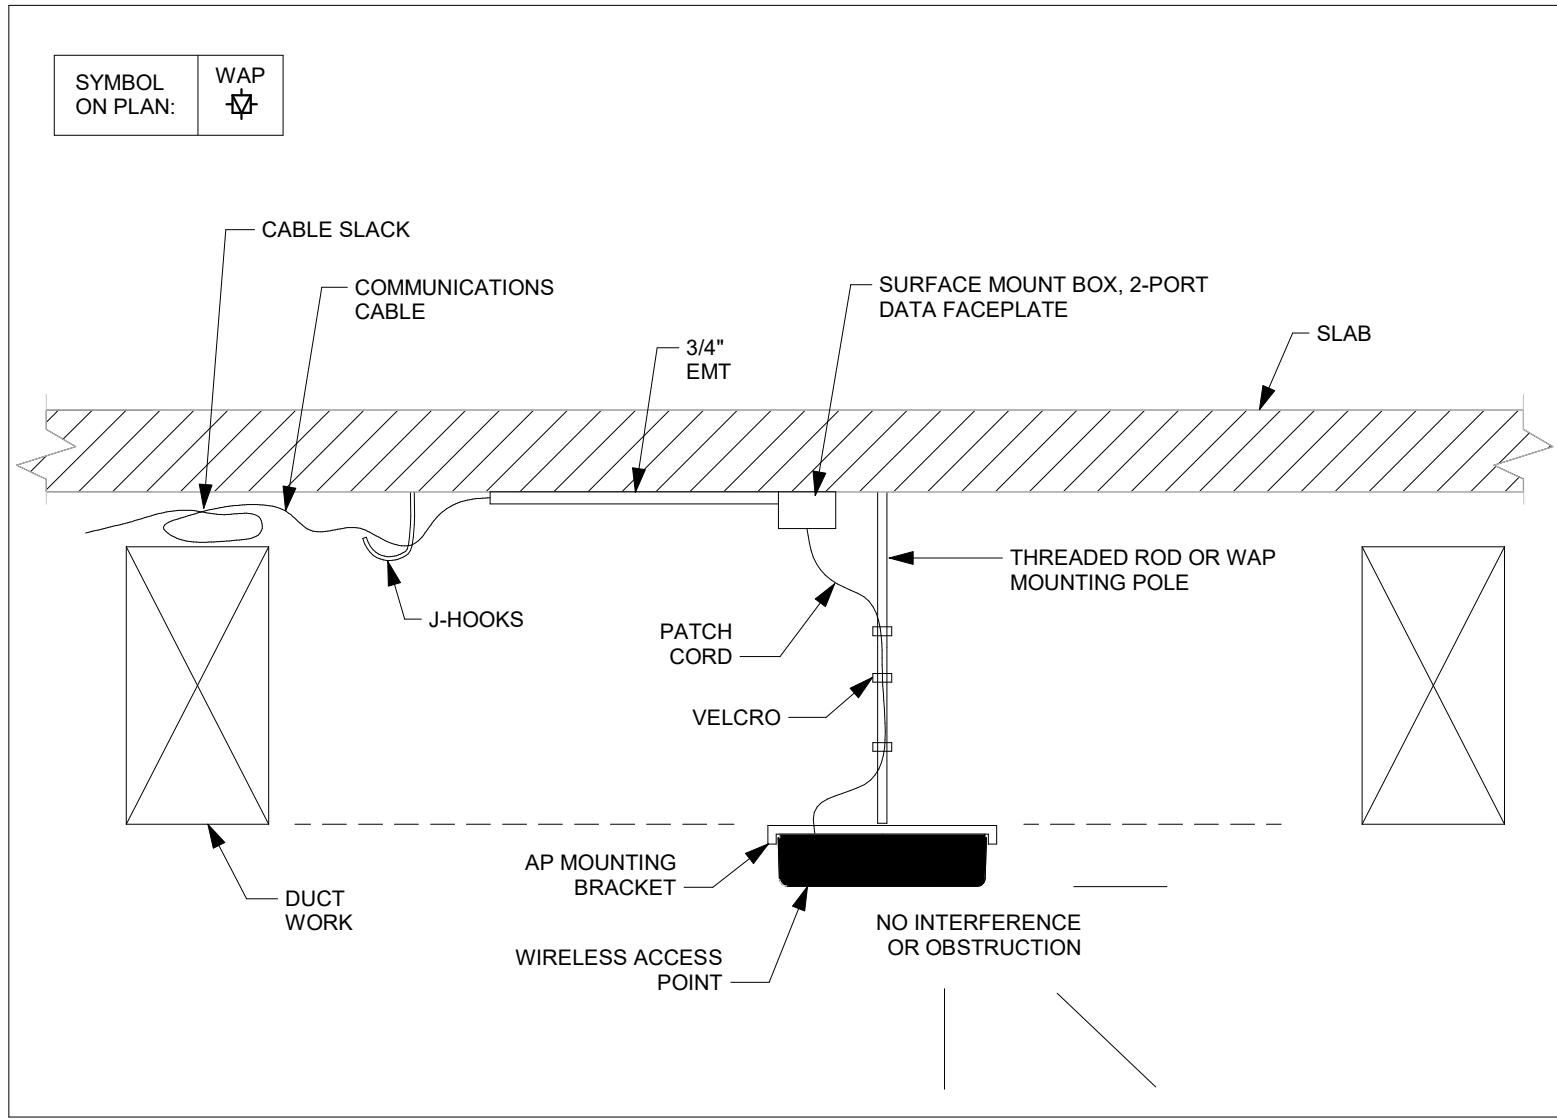 SYMBOL
ON PLAN:
WAP
CABLE SLACK
COMMUNICATIONS
CABLE
SURFACE MOUNT BOX, 2-PORT
DATA FACEPLATE
3/4"
EMT
SLAB
THREADED ROD OR WAP
MOUNTING POLE
J-HOOKS
PATCH
CORD
VELCRO
AP MOUNTING
BRACKET
DUCT
WORK
NO INTERFERENCE
OR OBSTRUCTION
WIRELESS ACCESS
POINT